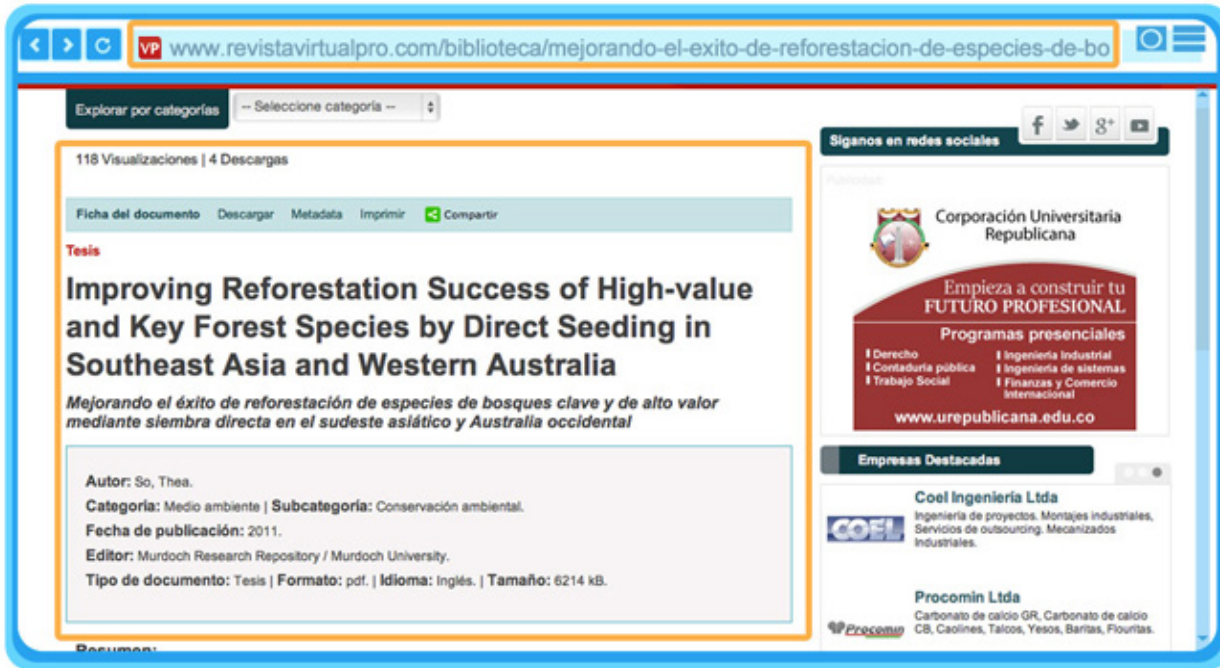 VP www.revistavirtualpro.com/biblioteca/mejorando-el-exito-de-reforestacion-de-especies-de-bo
Explorar por categorías
-- Seleccione categoría --
118 Visualizaciones | 4 Descargas
Ficha del documento Descargar Metadata Imprimir Compartir
Tesis
Improving Reforestation Success of High-value
and Key Forest Species by Direct Seeding in
Southeast Asia and Western Australia
Mejorando el éxito de reforestación de especies de bosques clave y de alto valor
mediante siembra directa en el sudeste asiático y Australia occidental
Autor: So, Thea.
Categoría: Medio ambiente | Subcategoría: Conservación ambiental.
Fecha de publicación: 2011.
Editor: Murdoch Research Repository / Murdoch University.
Tipo de documento: Tesis | Formato: pdf. | Idioma: Inglés. | Tamaño: 6214 kB.
Resumen:
Síganos en redes sociales
f g+
Publicidad
Corporación Universitaria
Republicana
Empieza a construir tu
FUTURO PROFESIONAL
Programas presenciales
Derecho
Contaduría pública
Trabajo Social
Ingeniería Industrial
Ingeniería de sistemas
Finanzas y Comercio
Internacional
www.urepublicana.edu.co
Empresas Destacadas
COEL
Coel Ingeniería Ltda
Ingeniería de proyectos. Montajes industriales,
Servicios de outsourcing. Mecanizados
Industriales.
Procomin
Procomin Ltda
Carbonato de calcio GR, Carbonato de calcio
CB, Caolines, Talcos, Yesos, Baritas, Flouritas.